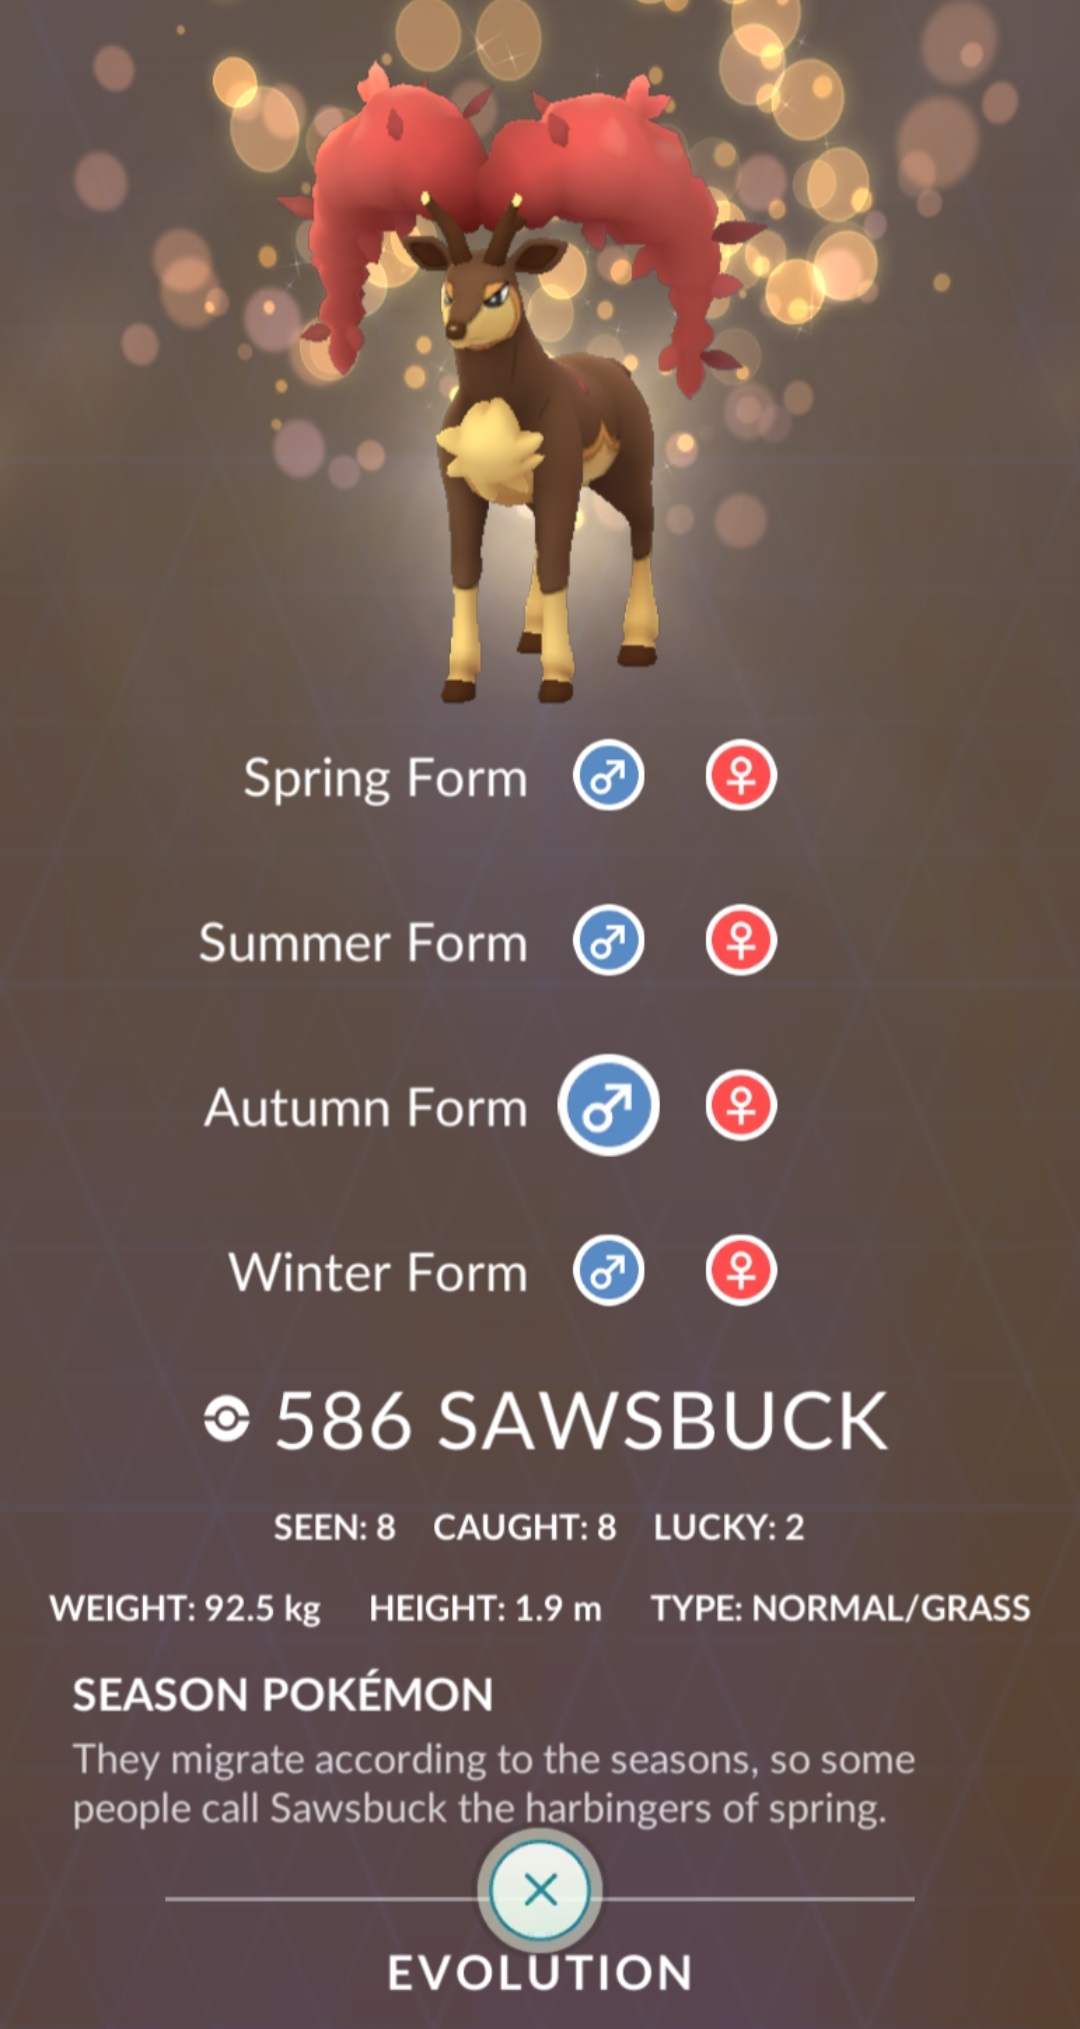 Spring Form
Summer Form
Autumn Form
Winter Form
586 SAWSBUCK
SEEN: 8 CAUGHT: 8 LUCKY: 2
WEIGHT: 92.5 kg HEIGHT: 1.9 m TYPE: NORMAL/GRASS
SEASON POKÉMON
They migrate according to the seasons, so some
people call Sawsbuck the harbingers of spring.
EVOLUTION